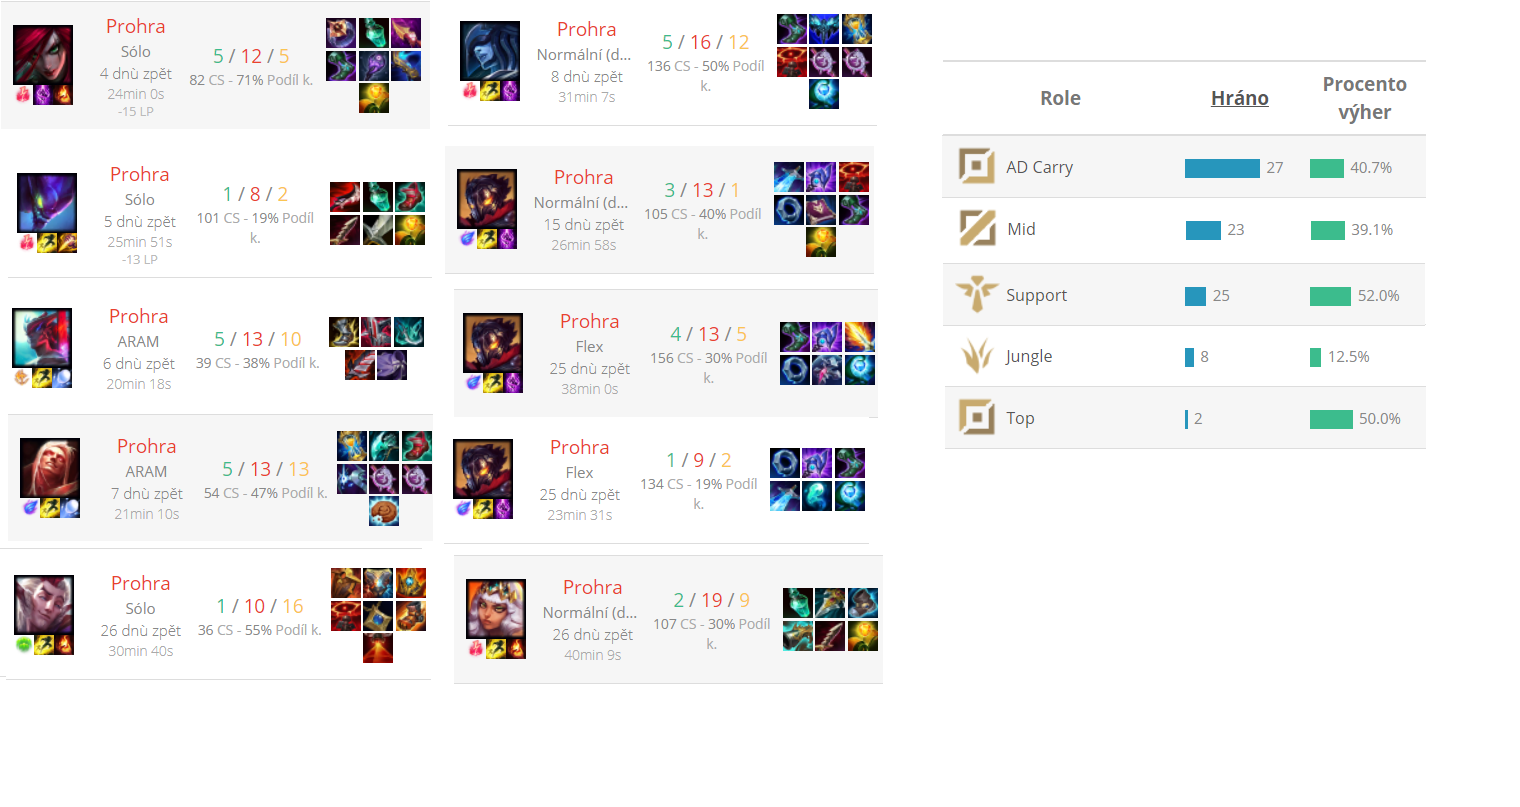 Prohra
Sólo
4 dnù zpět
24min 0s
-15 LP
5 / 12 / 5
82 CS - 71% Podíl k.
Prohra
Sólo
5 dnù zpět
25min 51s
-13 LP
1 / 8 / 2
101 CS - 19% Podíl
k.
Prohra
ARAM
6 dnù zpět
20min 18s
5 / 13 / 10
39 CS - 38% Podíl k.
Prohra
ARAM
7 dnù zpět
21min 10s
5 / 13 / 13
54 CS - 47% Podíl k.
Prohra
Sólo
26 dnù zpět
30min 40s
1 / 10 / 16
36 CS - 55% Podíl k.
Prohra
Normální (d...
8 dnù zpět
31min 7s
5 / 16 / 12
136 CS - 50% Podíl
k.
Prohra
Normální (d...
15 dnù zpět
26min 58s
3 / 13 / 1
105 CS - 40% Podíl
k.
Prohra
Flex
25 dnù zpět
38min 0s
4 / 13 / 5
156 CS - 30% Podíl
k.
Prohra
Flex
25 dnù zpět
23min 31s
1 / 9 / 2
134 CS - 19% Podíl
k.
Prohra
Normální (d...
26 dnù zpět
40min 9s
2 / 19 / 9
107 CS - 30% Podíl
k.
Role Hráno Procento
výher
AD Carry 27 40.7%
Mid 23 39.1%
Support 25 52.0%
Jungle 8 12.5%
Top 2 50.0%